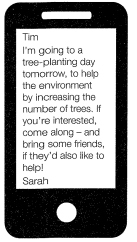 Tim
I'm going to a
tree-planting day
tomorrow, to help
the environment
by increasing the
number of trees. If
you're interested,
come along – and
bring some friends,
if they'd also like to
help!
Sarah